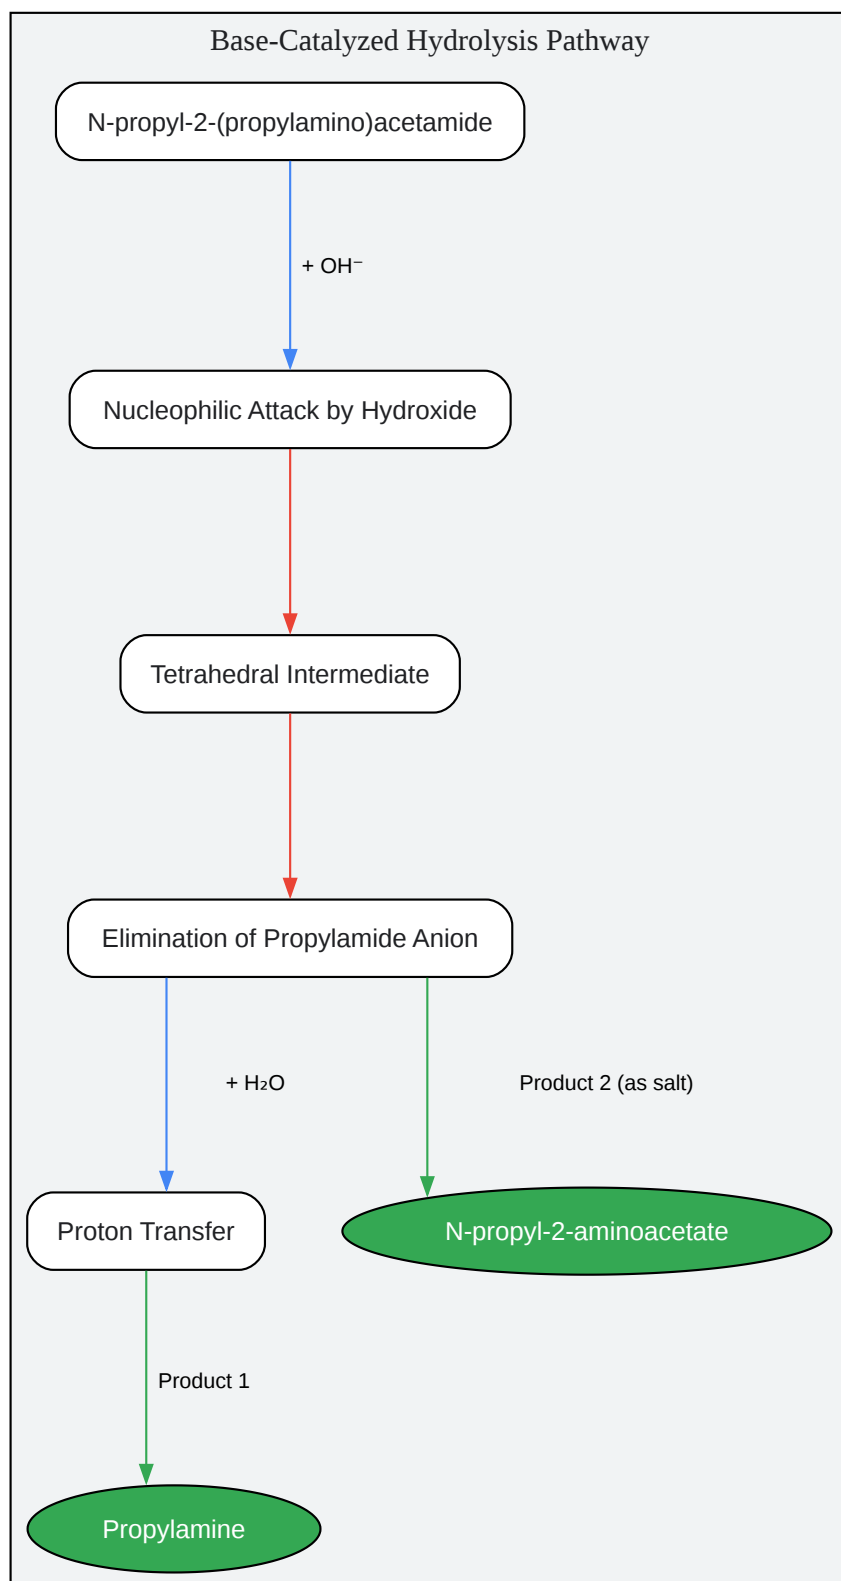 Base-Catalyzed Hydrolysis Pathway
N-propyl-2-(propylamino)acetamide
+ OH⁻
Nucleophilic Attack by Hydroxide
Tetrahedral Intermediate
Elimination of Propylamide Anion
+ H₂O
Product 2 (as salt)
Proton Transfer
N-propyl-2-aminoacetate
Product 1
Propylamine